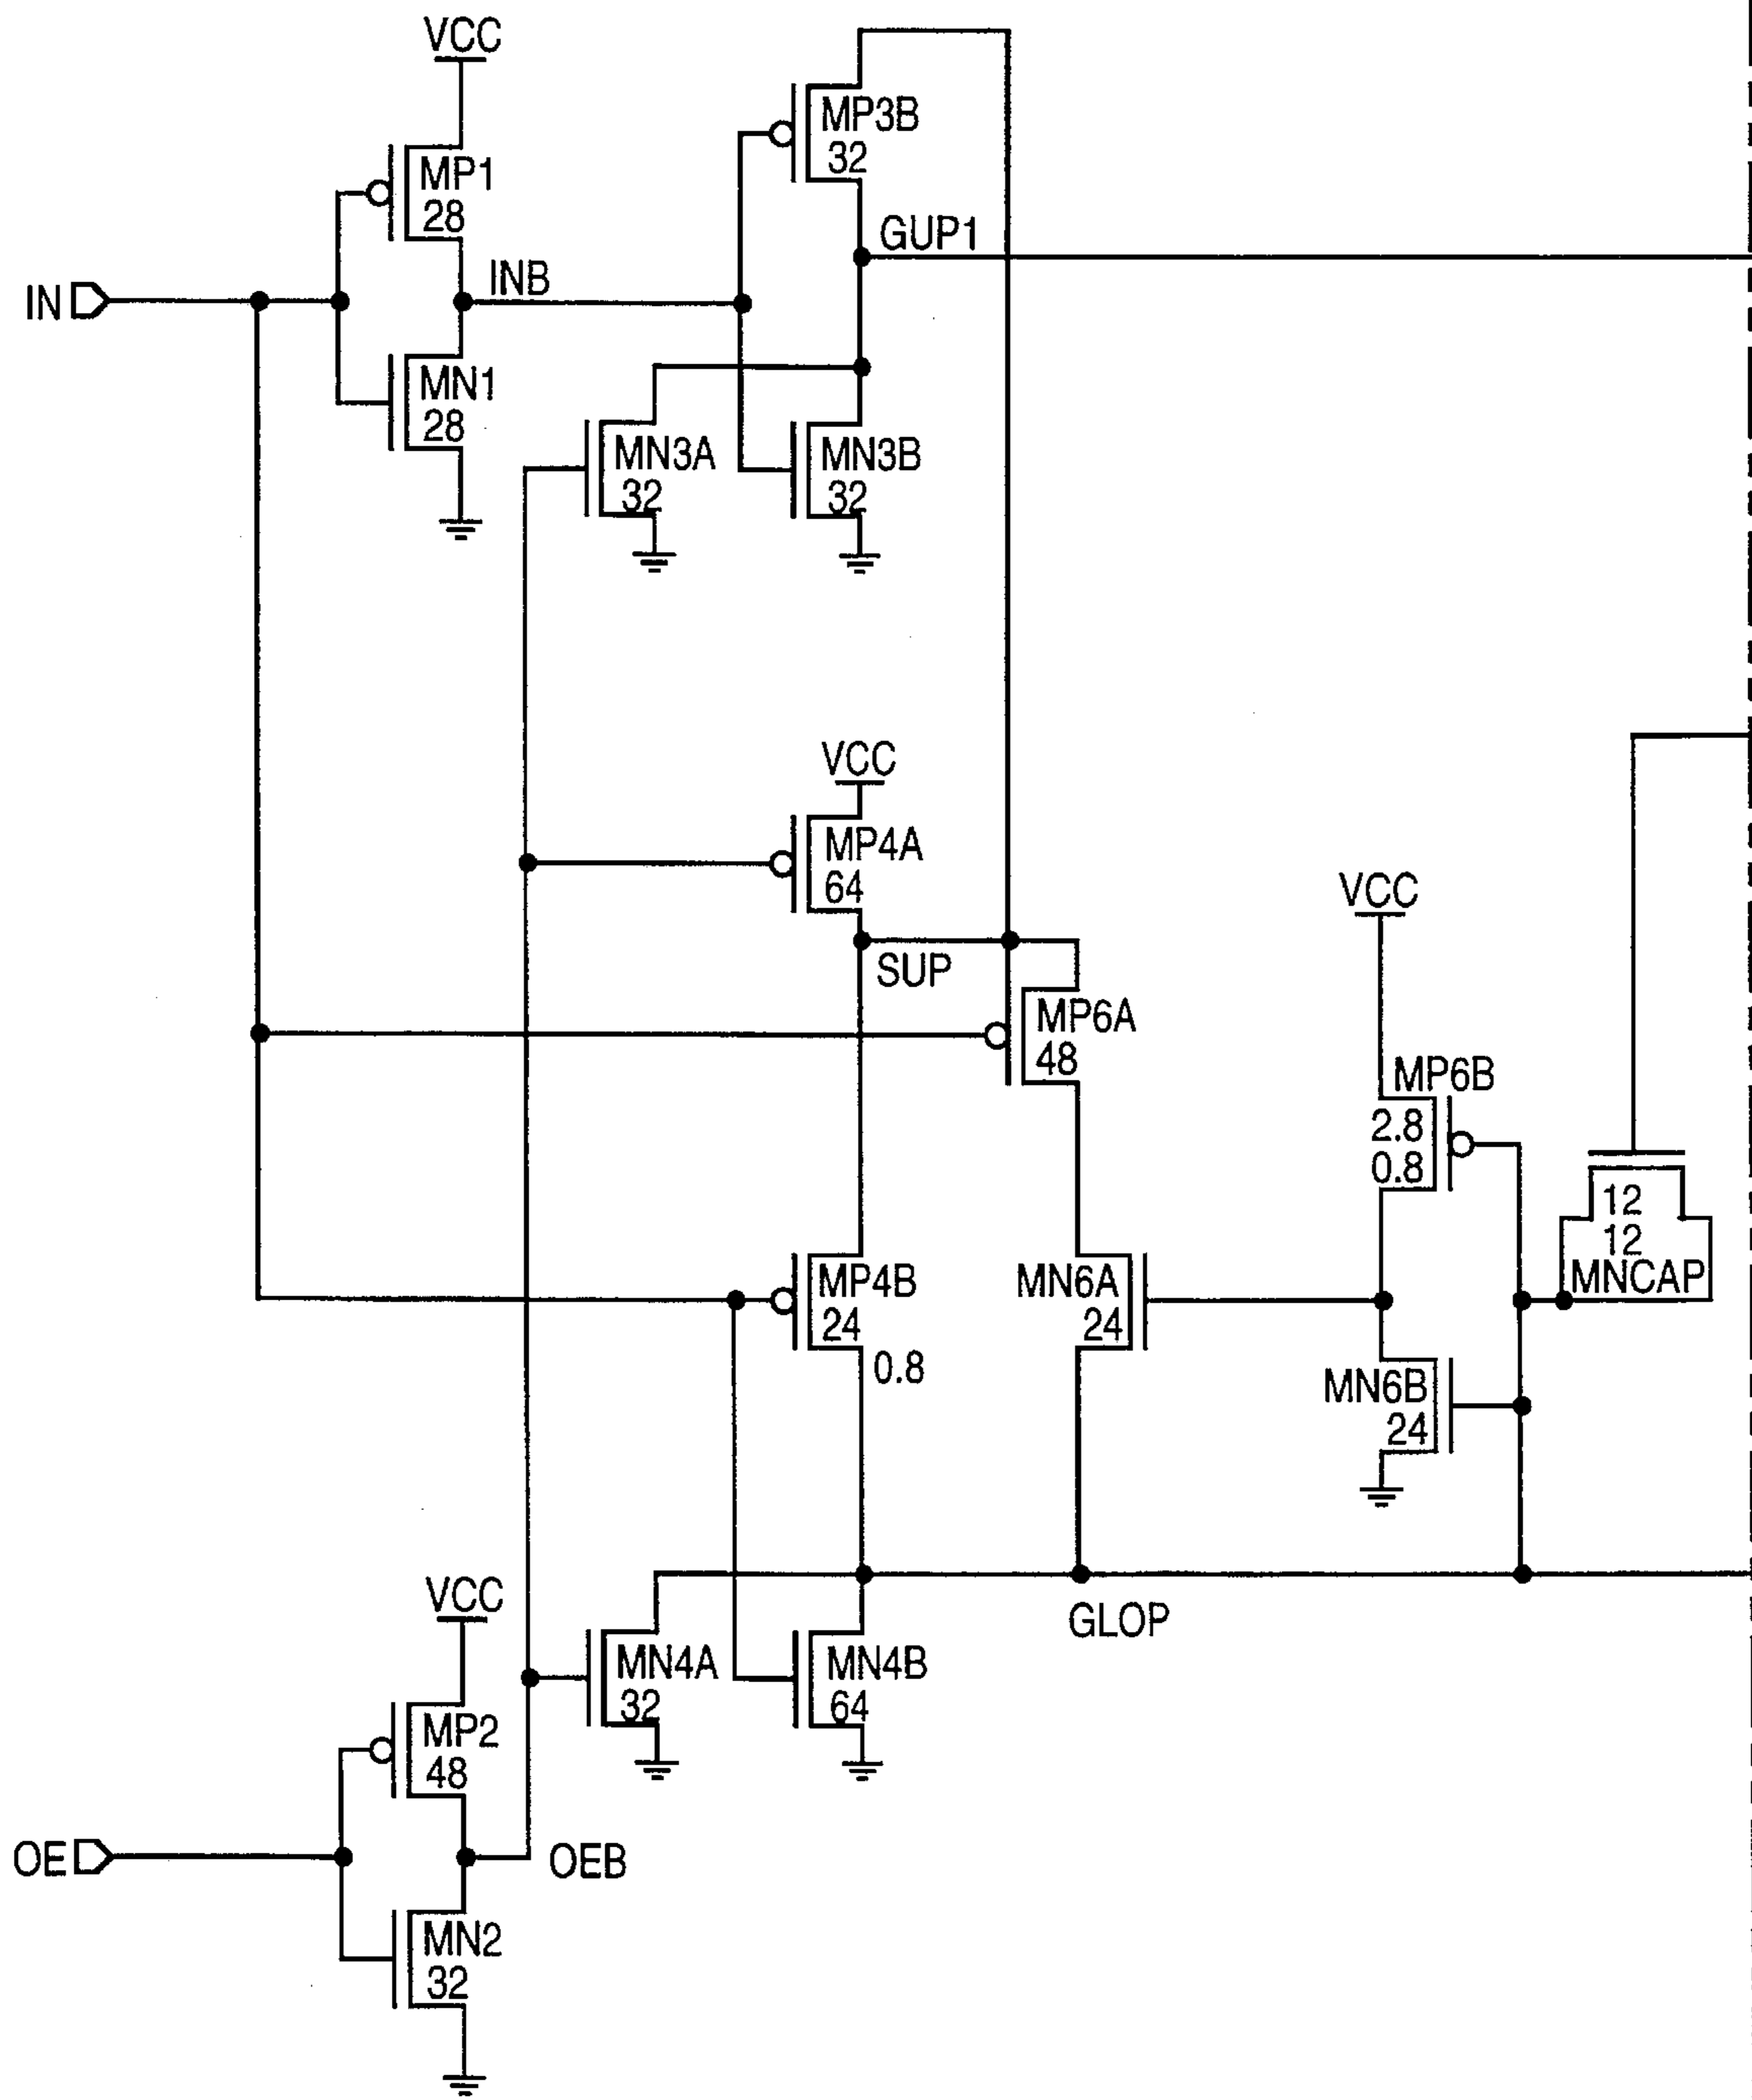 VCC
MP3B
32
MP1
28
GUP1
INB
IN
MN1
28
MN3A
32
MN3B
32
VCC
MP4A
64
VCC
SUP
MP6A
48
MP6B
2.8
0.8
12
12
MNCAP
MP4B
24
0.8
MN6A
24
MN6B
24
VCC
GLOP
MN4A
32
MN4B
64
MP2
48
OE
OEB
MN2
32